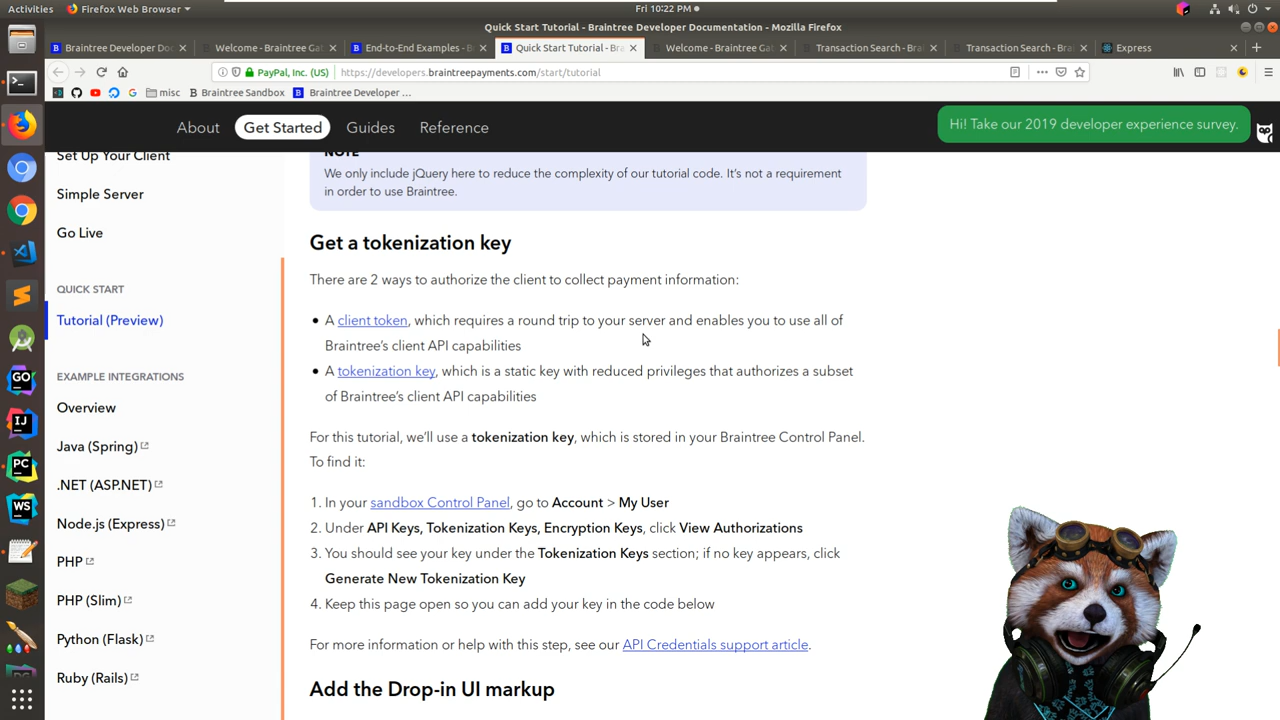 Activities
Firefox Web Browser
Fri 10:22 PM
Quick Start Tutorial - Braintree Developer Documentation - Mozilla Firefox
Braintree Developer Doc
Welcome - Braintree Gat
End-to-End Examples - B
Quick Start Tutorial - Bra
Welcome - Braintree Gat
Transaction Search - Bra
Transaction Search - Bra
Express
PayPal, Inc. (US)
https://developers.braintreepayments.com/start/tutorial
misc
Braintree Sandbox
Braintree Developer ...
About
Get Started
Guides
Reference
Hi! Take our 2019 developer experience survey.
Set Up Your Client
Simple Server
Go Live
QUICK START
Tutorial (Preview)
EXAMPLE INTEGRATIONS
Overview
Java (Spring)
.NET (ASP.NET)
Node.js (Express)
PHP
PHP (Slim)
Python (Flask)
Ruby (Rails)
NOTE
We only include jQuery here to reduce the complexity of our tutorial code. It's not a requirement
in order to use Braintree.
Get a tokenization key
There are 2 ways to authorize the client to collect payment information:
• A client token, which requires a round trip to your server and enables you to use all of
Braintree's client API capabilities
• A tokenization key, which is a static key with reduced privileges that authorizes a subset
of Braintree's client API capabilities
For this tutorial, we'll use a tokenization key, which is stored in your Braintree Control Panel.
To find it:
1. In your sandbox Control Panel, go to Account > My User
2. Under API Keys, Tokenization Keys, Encryption Keys, click View Authorizations
3. You should see your key under the Tokenization Keys section; if no key appears, click
Generate New Tokenization Key
4. Keep this page open so you can add your key in the code below
For more information or help with this step, see our API Credentials support article.
Add the Drop-in UI markup
GO
IJ
PC
WS